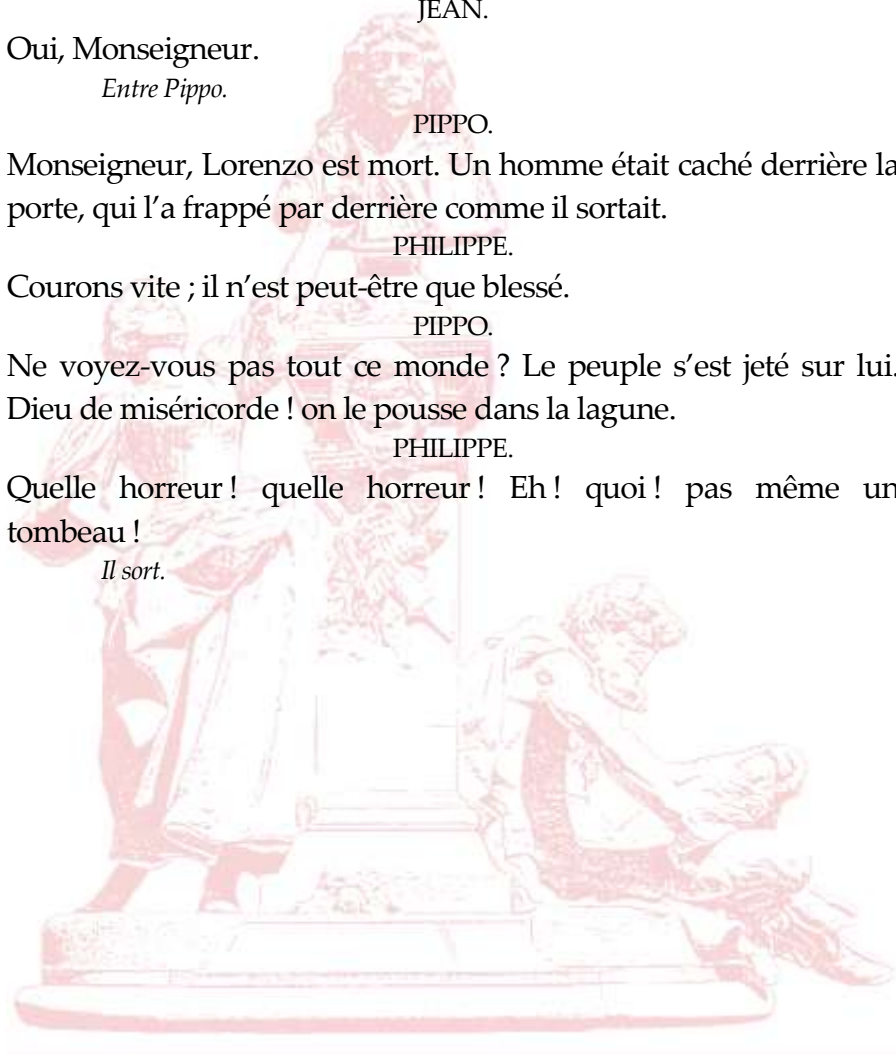 JEAN.
Oui, Monseigneur.
Entre Pippo.
PIPPO.
Monseigneur, Lorenzo est mort. Un homme était caché derrière la
porte, qui l’a frappé par derrière comme il sortait.
PHILIPPE.
Courons vite ; il n’est peut-être que blessé.
PIPPO.
Ne voyez-vous pas tout ce monde ? Le peuple s’est jeté sur lui.
Dieu de miséricorde ! on le pousse dans la lagune.
PHILIPPE.
Quelle horreur ! quelle horreur ! Eh ! quoi ! pas même un
tombeau !
Il sort.